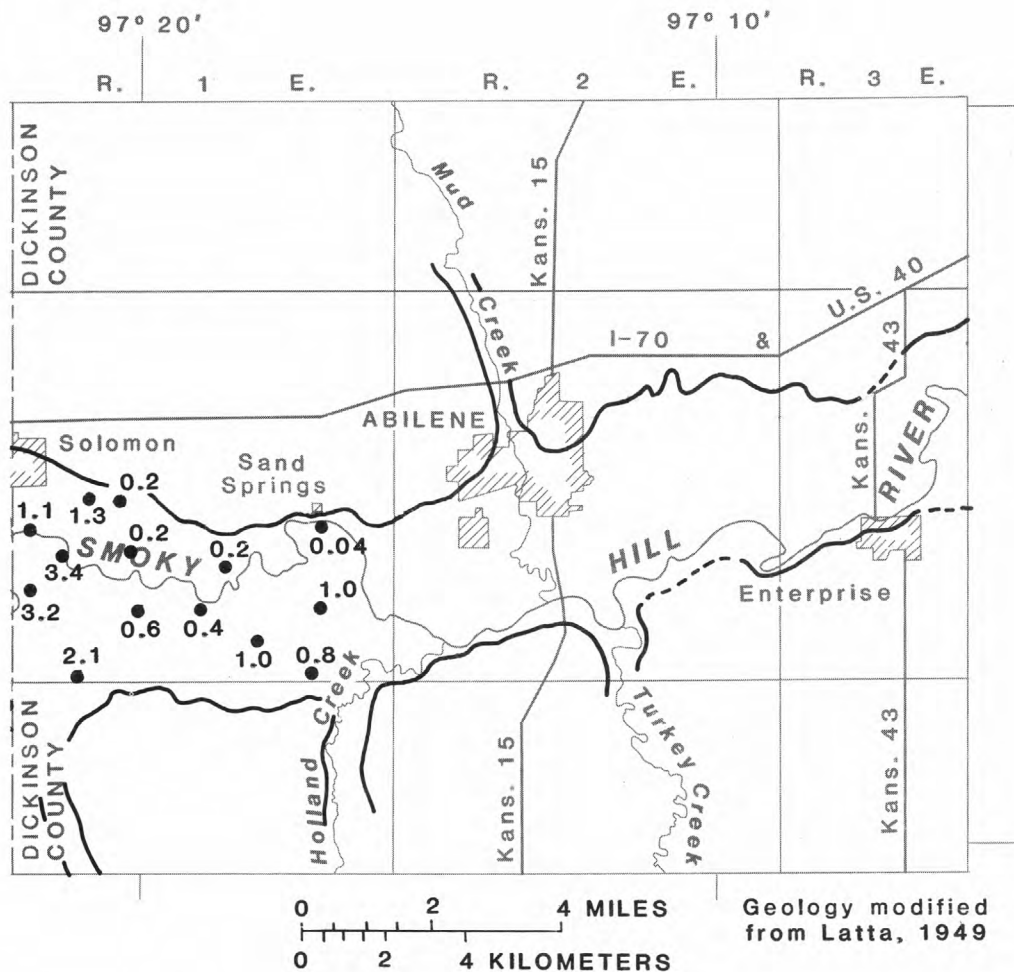 97° 20'
97° 10'
R. 1 E.
R. 2 E.
R. 3 E.
DICKINSON
COUNTY
Mud
Creek
Kans. 15
U.S. 40
I-70 &
Kans. 43
Solomon
ABILENE
Sand
Springs
RIVER
0.2
1.3
1.1
0.2
SMOKY
0.2
0.04
HILL
3.4
3.2
0.6
0.4
1.0
Enterprise
1.0
0.8
2.1
DICKINSON
COUNTY
Holland
Creek
Kans. 15
Turkey Creek
Kans. 43
0 2 4 MILES
0 2 4 KILOMETERS
Geology modified
from Latta, 1949